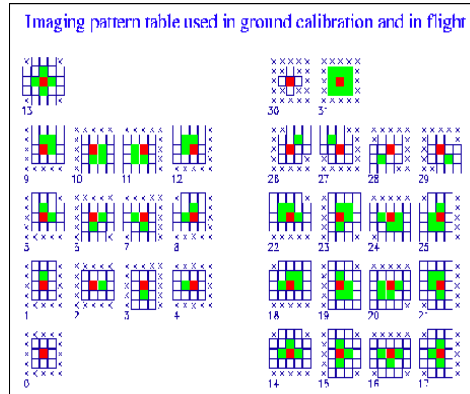 Imaging pattern table used in ground calibration and in flight
13 30 31
9 10 11 12 26 27 28 29
5 6 7 8 22 23 24 25
1 2 3 4 18 19 20 21
0 14 15 16 17